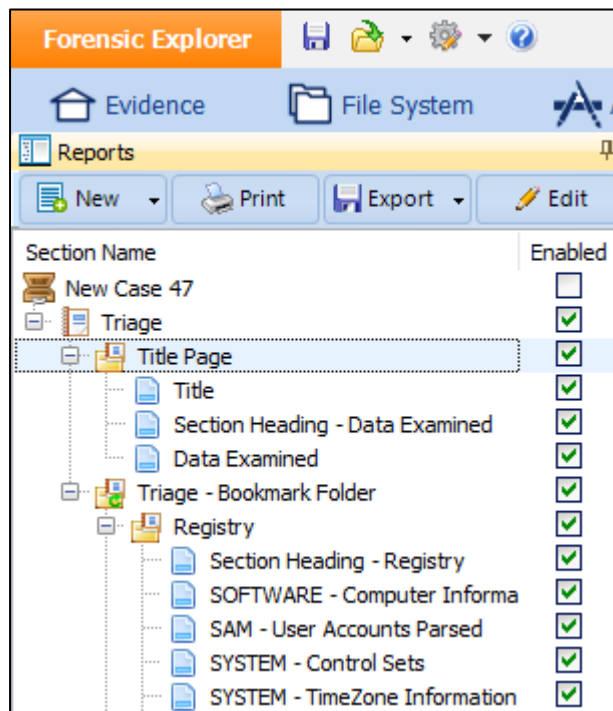 Forensic Explorer
Evidence File System A
Reports
New Print Export Edit
Section Name Enabled
New Case 47
Triage
Title Page
Title
Section Heading - Data Examined
Data Examined
Triage - Bookmark Folder
Registry
Section Heading - Registry
SOFTWARE - Computer Informa
SAM - User Accounts Parsed
SYSTEM - Control Sets
SYSTEM - TimeZone Information